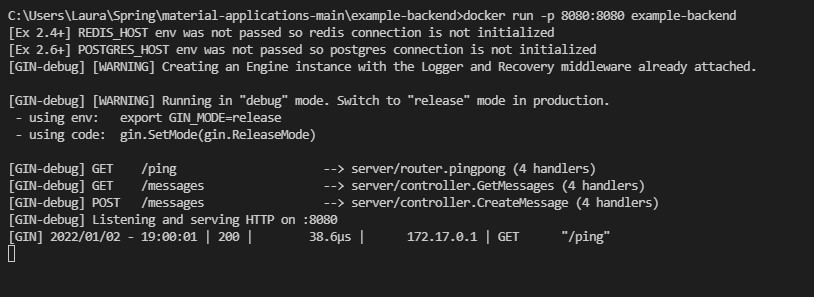 C:\Users\Laura\Spring\material-applications-main\example-backend>docker run -p 8080:8080 example-backend
[Ex 2.4+] REDIS_HOST env was not passed so redis connection is not initialized
[Ex 2.6+] POSTGRES_HOST env was not passed so postgres connection is not initialized
[GIN-debug] [WARNING] Creating an Engine instance with the Logger and Recovery middleware already attached.
[GIN-debug] [WARNING] Running in "debug" mode. Switch to "release" mode in production.
- using env: export GIN_MODE=release
- using code: gin.SetMode(gin.ReleaseMode)
[GIN-debug] GET /ping --> server/router.pingpong (4 handlers)
[GIN-debug] GET /messages --> server/controller.GetMessages (4 handlers)
[GIN-debug] POST /messages --> server/controller.CreateMessage (4 handlers)
[GIN-debug] Listening and serving HTTP on :8080
[GIN] 2022/01/02 - 19:00:01 | 200 | 38.6µs | 172.17.0.1 | GET "/ping"